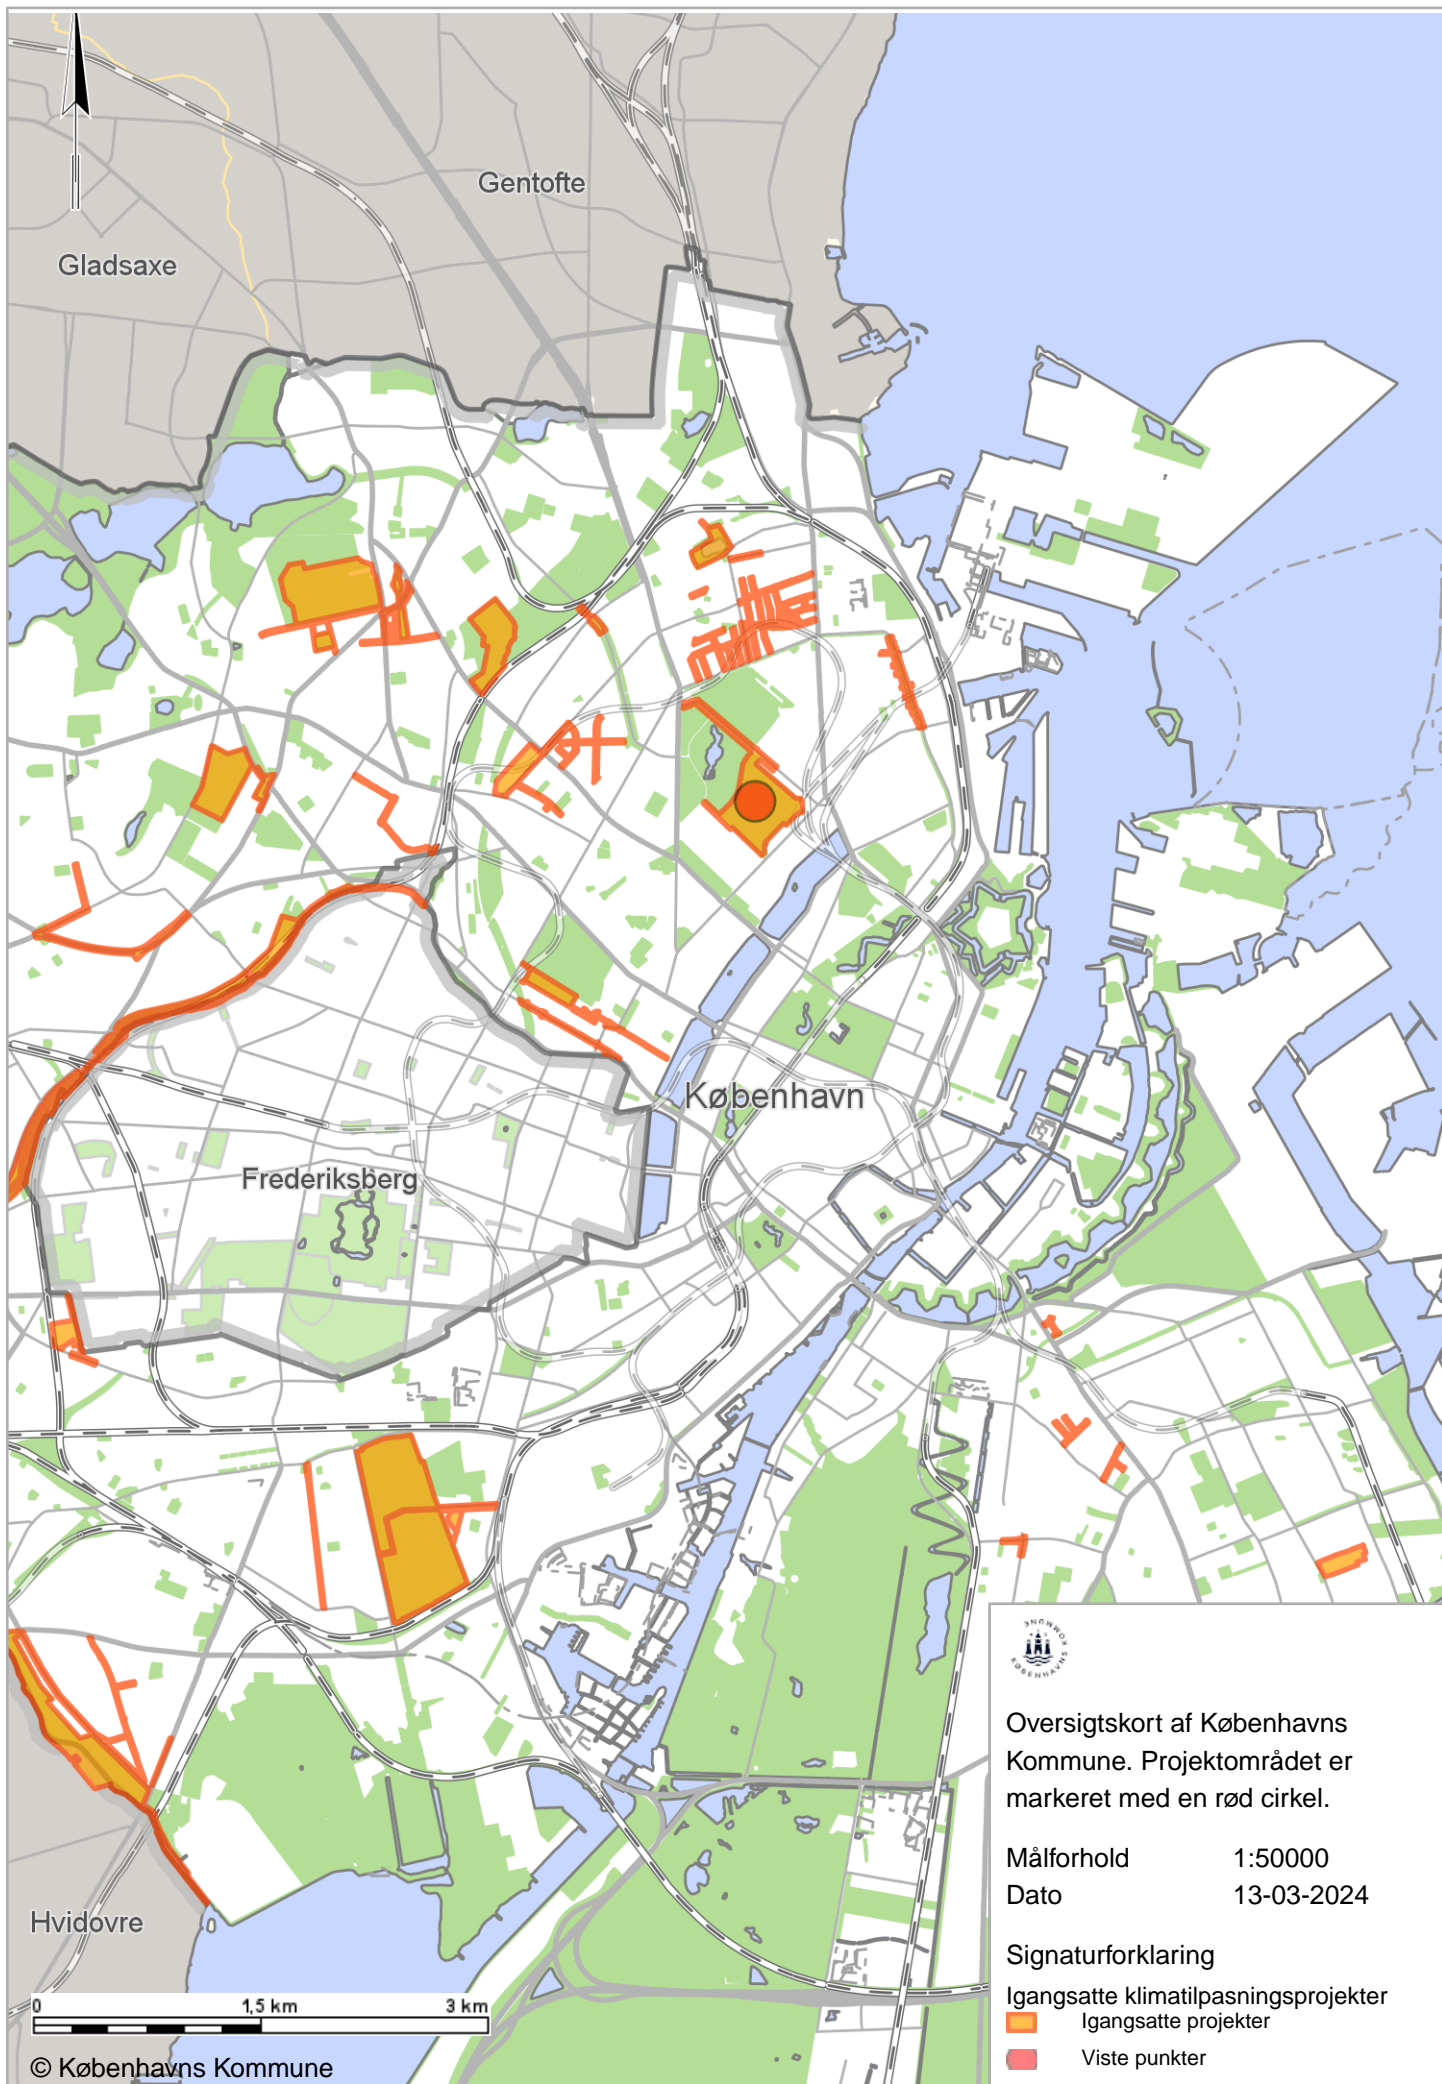 Gentofte
Gladsaxe
København
Frederiksberg
Hvidovre
KØBENHAVNS KOMMUNE
Oversigtskort af Københavns
Kommune. Projektområdet er
markeret med en rød cirkel.
Målforhold 1:50000
Dato 13-03-2024
Signaturforklaring
Igangsatte klimatilpasningsprojekter
Igangsatte projekter
Viste punkter
0 1,5 km 3 km
© Københavns Kommune